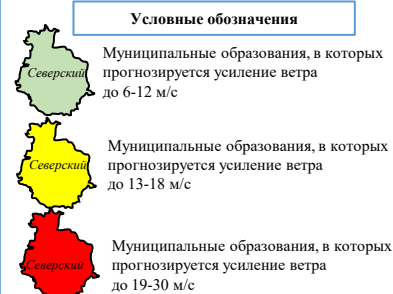 Условные обозначения
Северский
Муниципальные образования, в которых
прогнозируется усиление ветра
до 6-12 м/с
Северский
Муниципальные образования, в которых
прогнозируется усиление ветра
до 13-18 м/с
Северский
Муниципальные образования, в которых
прогнозируется усиление ветра
до 19-30 м/с